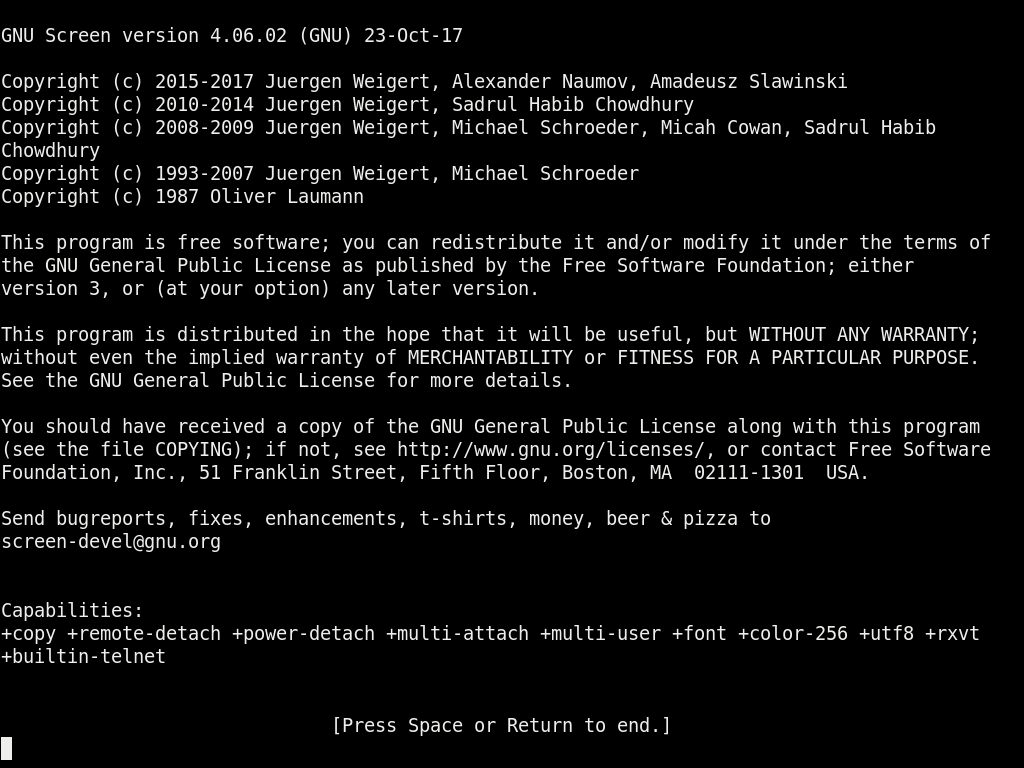 GNU Screen version 4.06.02 (GNU) 23-Oct-17
Copyright (c) 2015-2017 Juergen Weigert, Alexander Naumov, Amadeusz Slawinski
Copyright (c) 2010-2014 Juergen Weigert, Sadrul Habib Chowdhury
Copyright (c) 2008-2009 Juergen Weigert, Michael Schroeder, Micah Cowan, Sadrul Habib
Chowdhury
Copyright (c) 1993-2007 Juergen Weigert, Michael Schroeder
Copyright (c) 1987 Oliver Laumann
This program is free software; you can redistribute it and/or modify it under the terms of
the GNU General Public License as published by the Free Software Foundation; either
version 3, or (at your option) any later version.
This program is distributed in the hope that it will be useful, but WITHOUT ANY WARRANTY;
without even the implied warranty of MERCHANTABILITY or FITNESS FOR A PARTICULAR PURPOSE.
See the GNU General Public License for more details.
You should have received a copy of the GNU General Public License along with this program
(see the file COPYING); if not, see http://www.gnu.org/licenses/, or contact Free Software
Foundation, Inc., 51 Franklin Street, Fifth Floor, Boston, MA  02111-1301  USA.
Send bugreports, fixes, enhancements, t-shirts, money, beer & pizza to
screen-devel@gnu.org
Capabilities:
+copy +remote-detach +power-detach +multi-attach +multi-user +font +color-256 +utf8 +rxvt
+builtin-telnet
[Press Space or Return to end.]